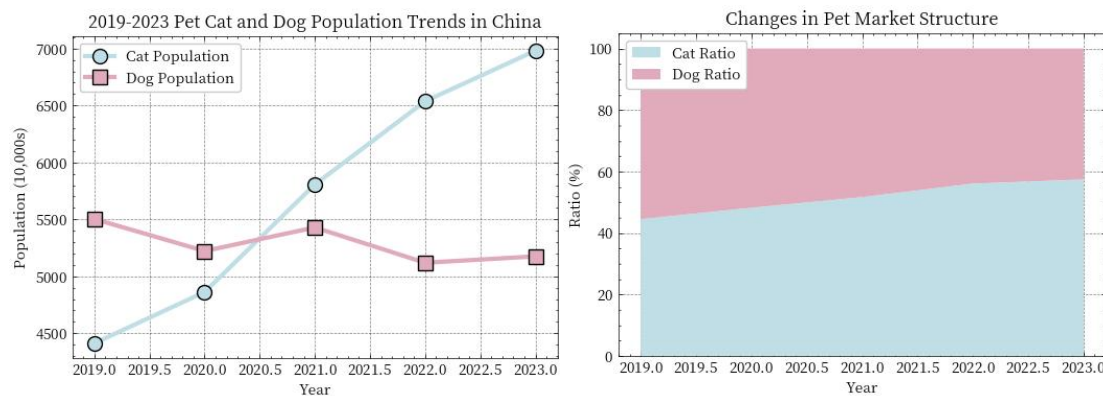 2019-2023 Pet Cat and Dog Population Trends in China
7000
6500
6000
5500
5000
4500
Population (10,000s)
Cat Population
Dog Population
2019.0 2019.5 2020.0 2020.5 2021.0 2021.5 2022.0 2022.5 2023.0
Year
Changes in Pet Market Structure
100
80
60
40
20
0
Ratio (%)
Cat Ratio
Dog Ratio
2019.0 2019.5 2020.0 2020.5 2021.0 2021.5 2022.0 2022.5 2023.0
Year